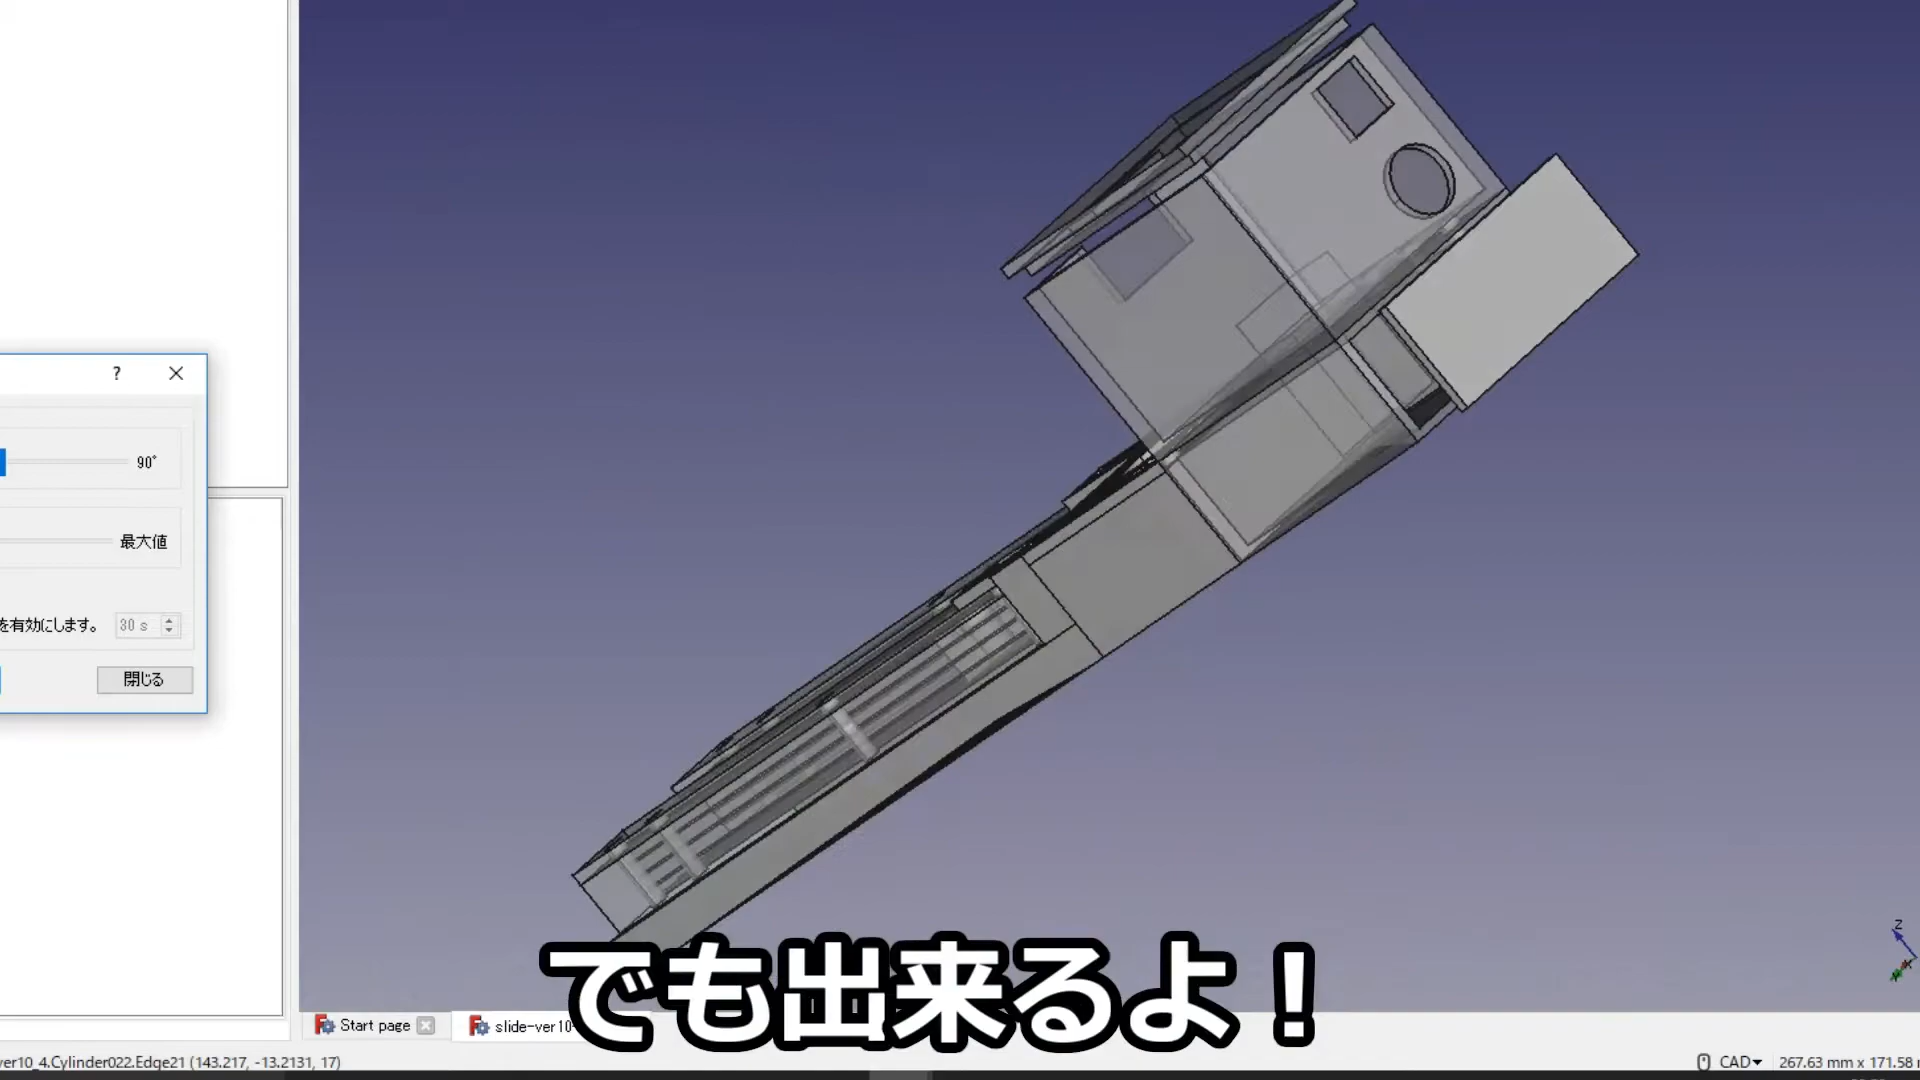 ?
90°
最大値
を有効にします。 30 s
閉じる
でも出来るよ！
Start page
slide-ver10
ver10_4.Cylinder022.Edge21 (143.217, -13.2131, 17)
CAD
267.63 mm x 171.58
Z